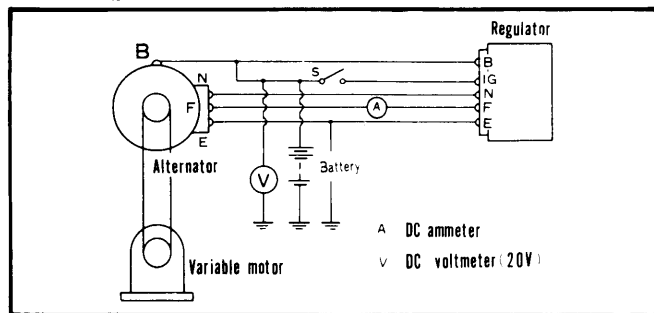 Regulator
B
B
S
IG
N
N
F
A
F
E
E
Alternator
V
Battery
A DC ammeter
V DC voltmeter (20V)
Variable motor